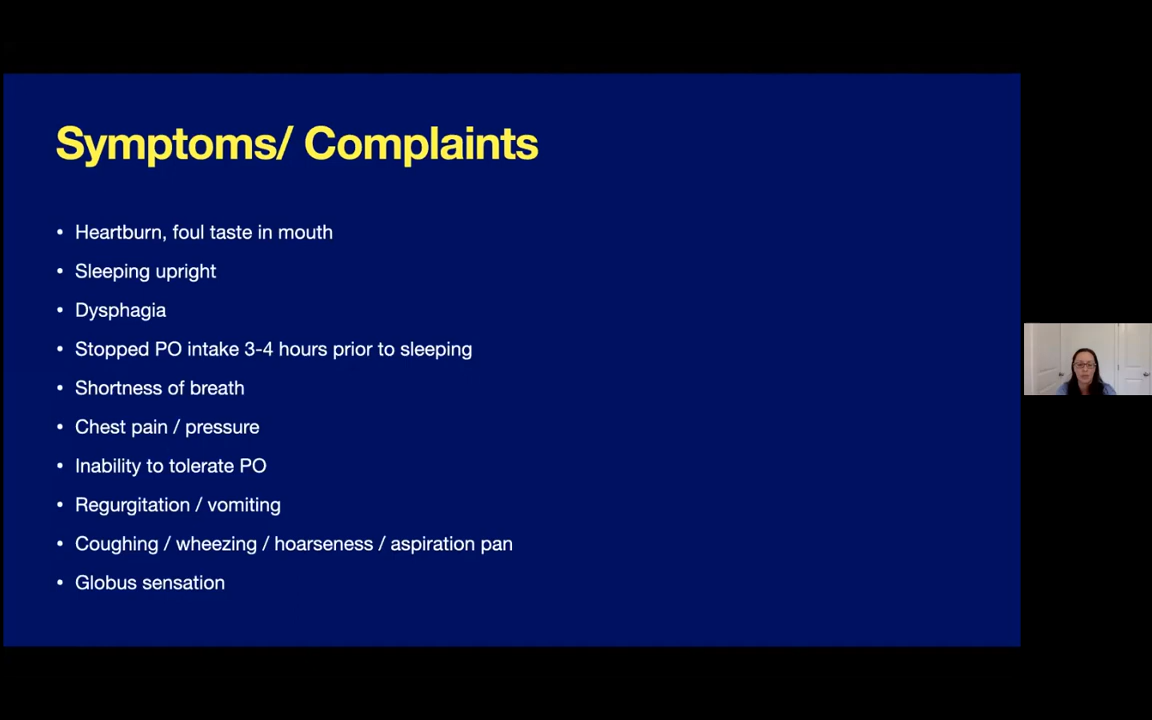 Symptoms/ Complaints
• Heartburn, foul taste in mouth
• Sleeping upright
• Dysphagia
• Stopped PO intake 3-4 hours prior to sleeping
• Shortness of breath
• Chest pain / pressure
• Inability to tolerate PO
• Regurgitation / vomiting
• Coughing / wheezing / hoarseness / aspiration pan
• Globus sensation